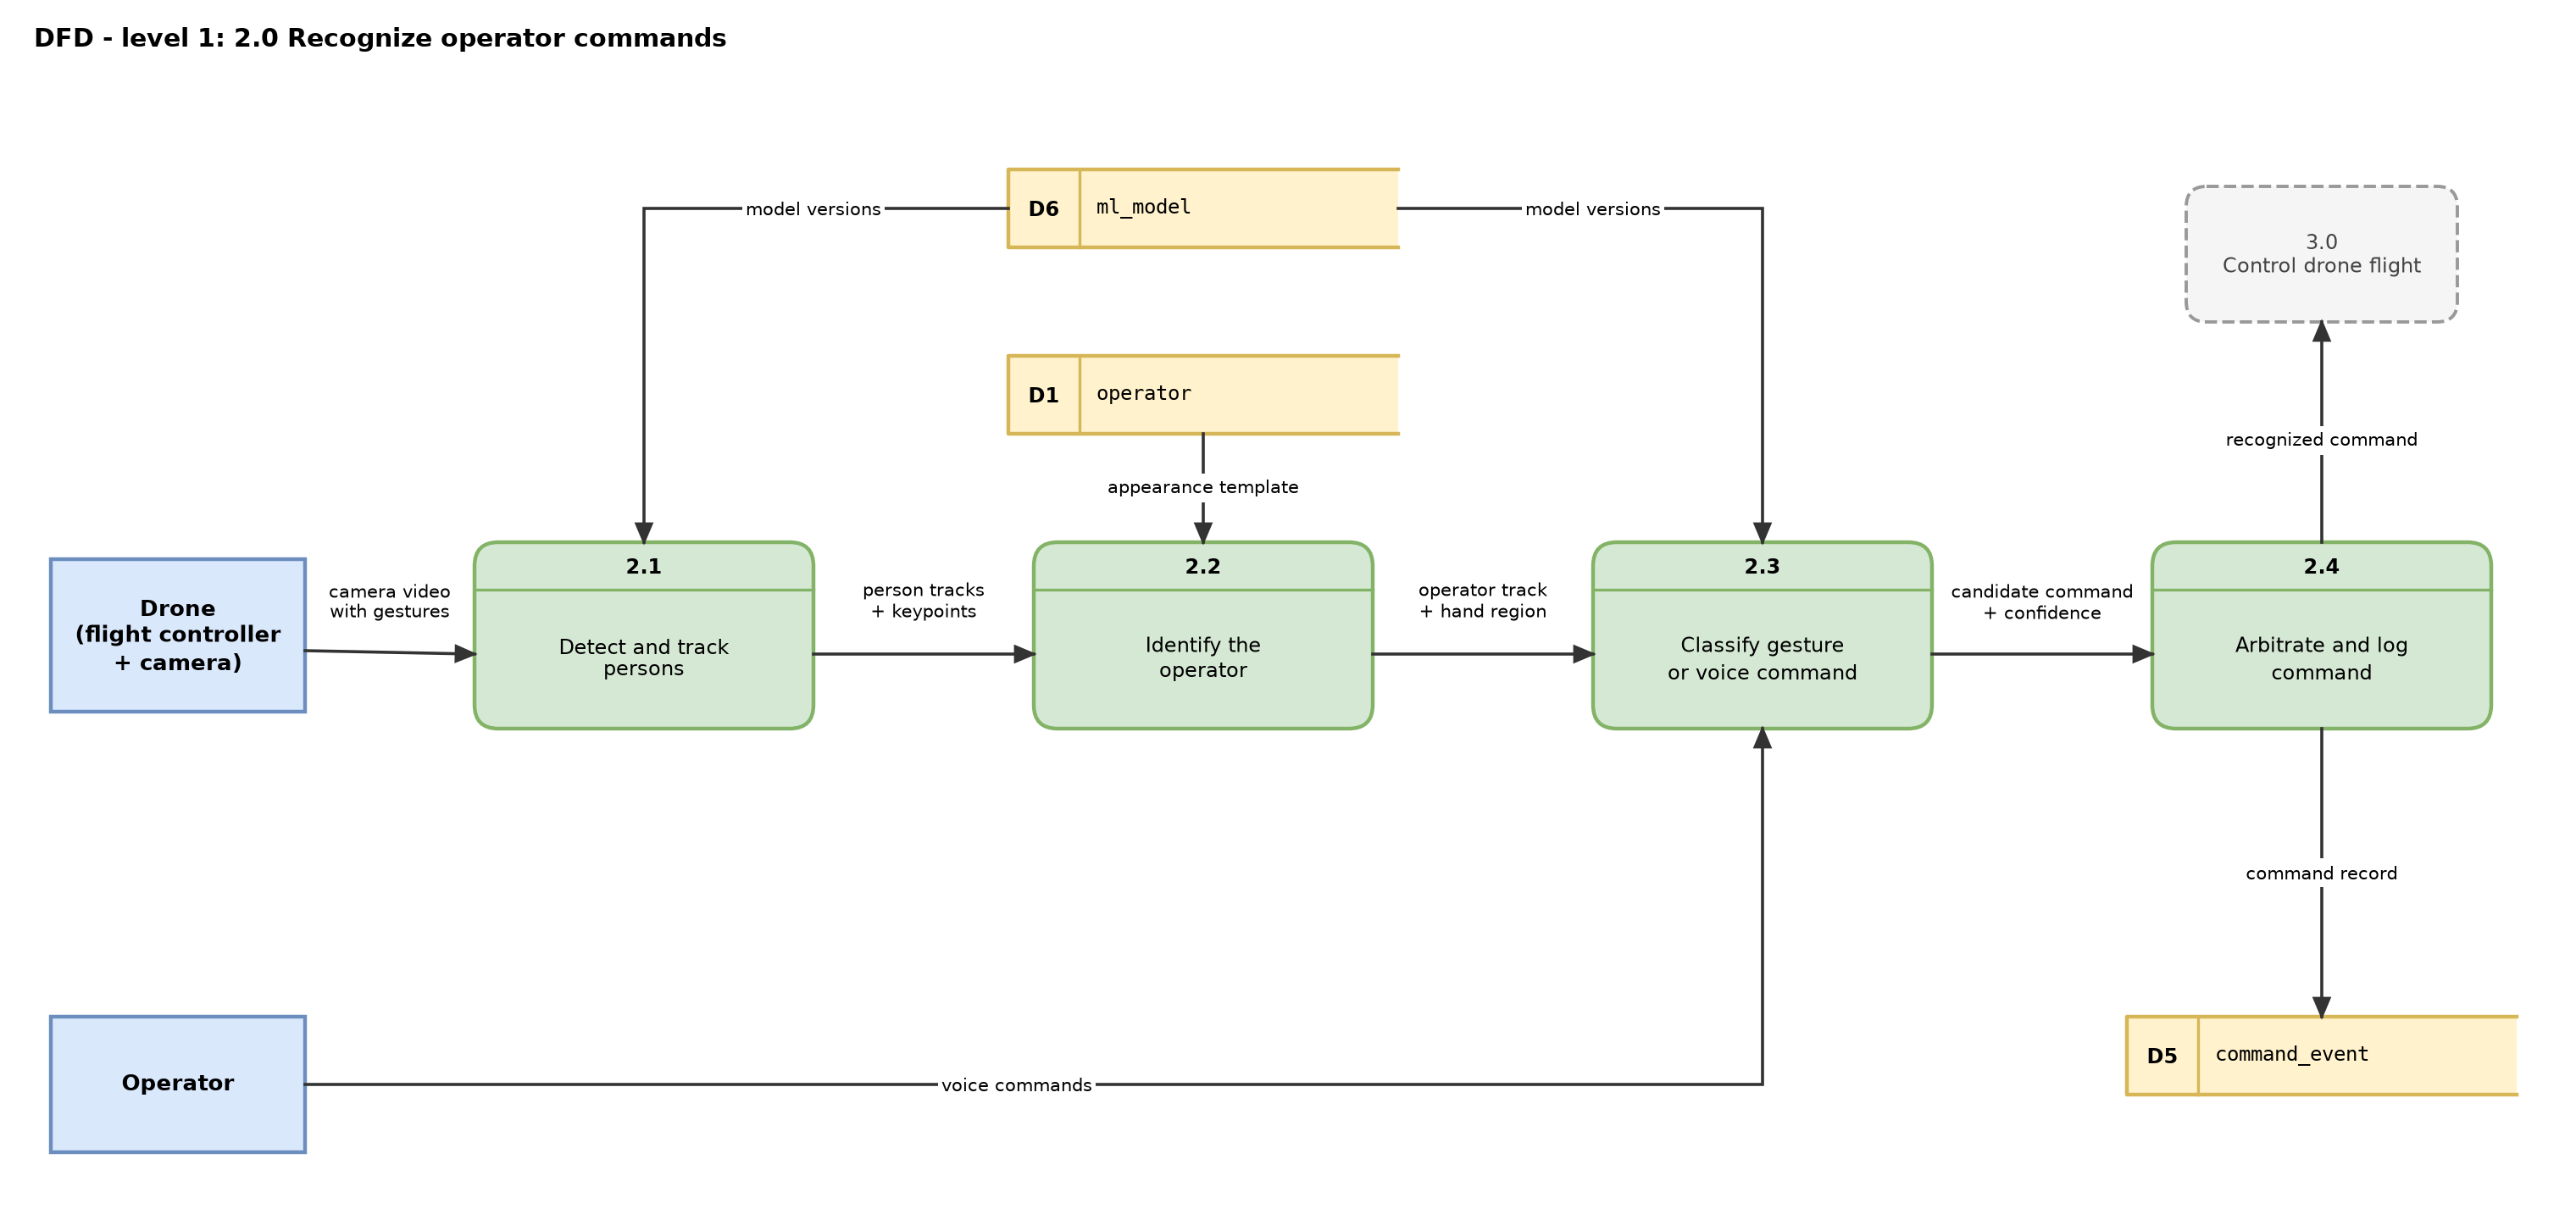 DFD - level 1: 2.0 Recognize operator commands
model versions
D6
ml_model
model versions
3.0
Control drone flight
D1
operator
recognized command
appearance template
Drone
(flight controller
+ camera)
camera video
with gestures
2.1
Detect and track
persons
person tracks
+ keypoints
2.2
Identify the
operator
operator track
+ hand region
2.3
Classify gesture
or voice command
candidate command
+ confidence
2.4
Arbitrate and log
command
command record
Operator
voice commands
D5
command_event